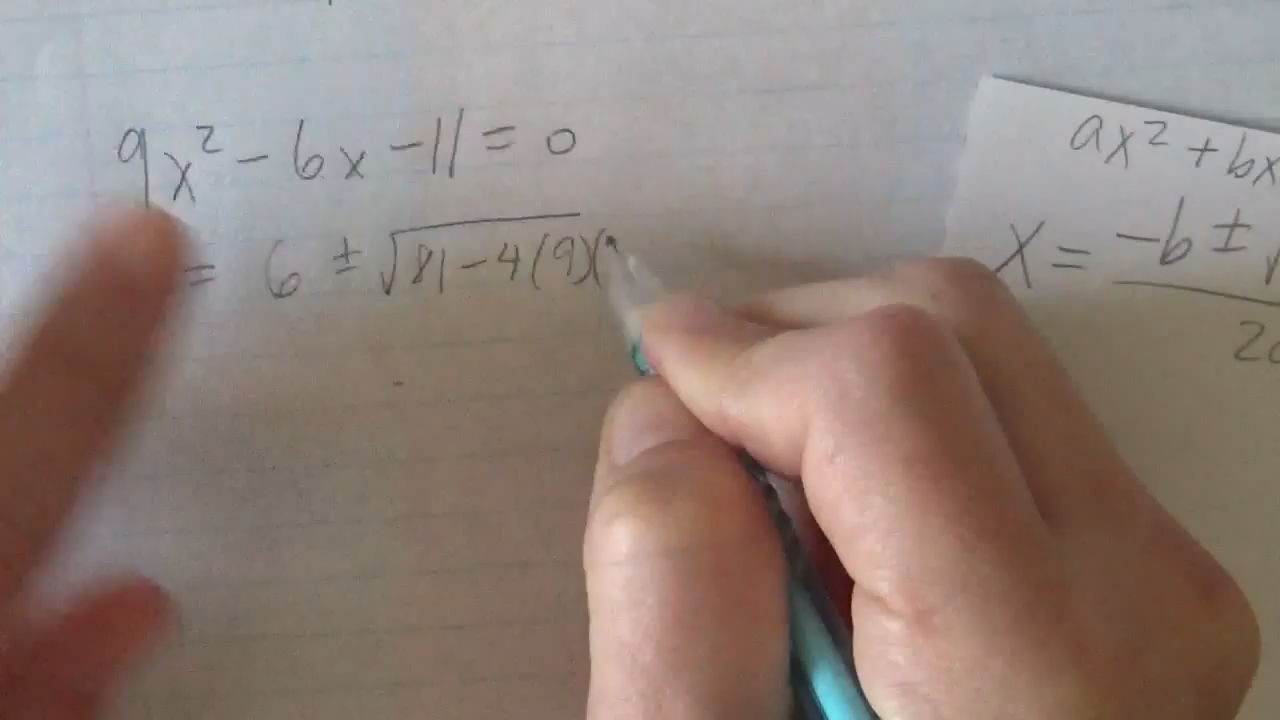 9x² - 6x - 11 = 0
= 6 ± √81 - 4(9)(
ax² + bx
x = -b ± √
2a